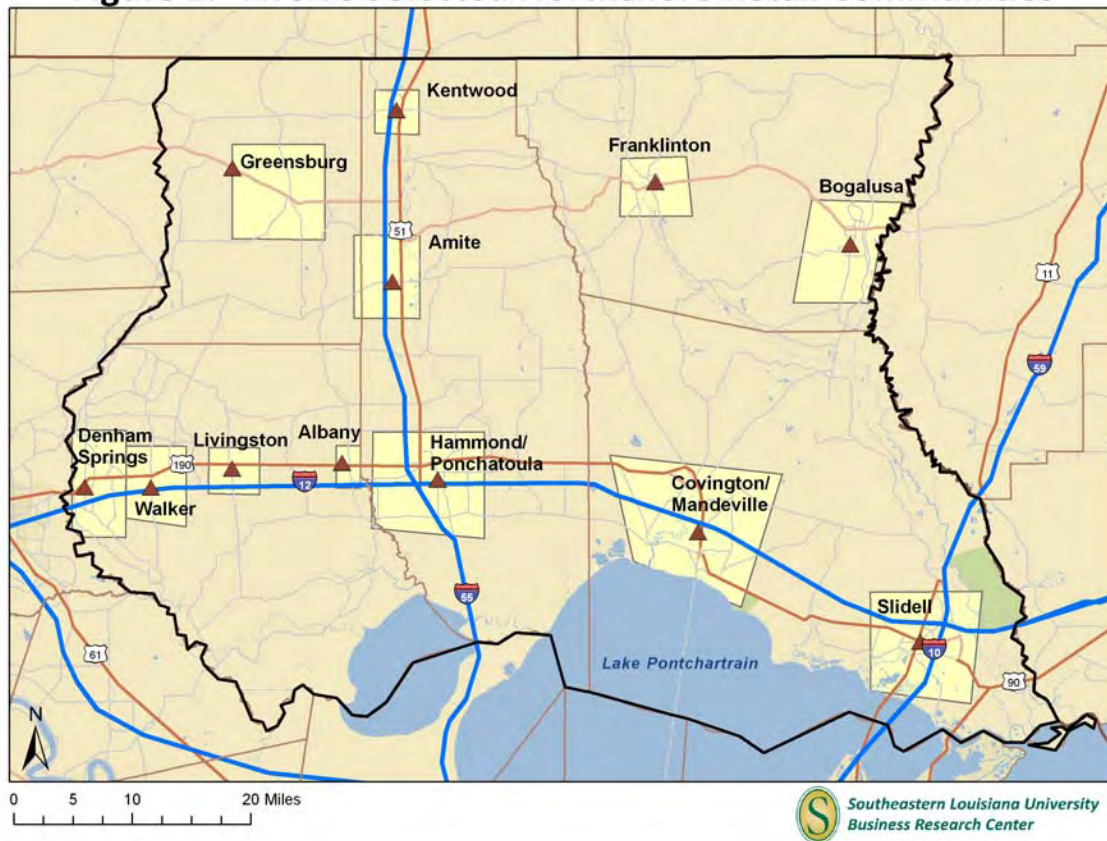 Kentwood
Greensburg
Franklinton
Bogalusa
51
Amite
11
59
Denham
Springs
190
Livingston
Albany
Hammond/
Ponchatoula
12
Walker
Covington/
Mandeville
55
Slidell
61
Lake Pontchartrain
10
90
N
0 5 10 20 Miles
S
Southeastern Louisiana University
Business Research Center